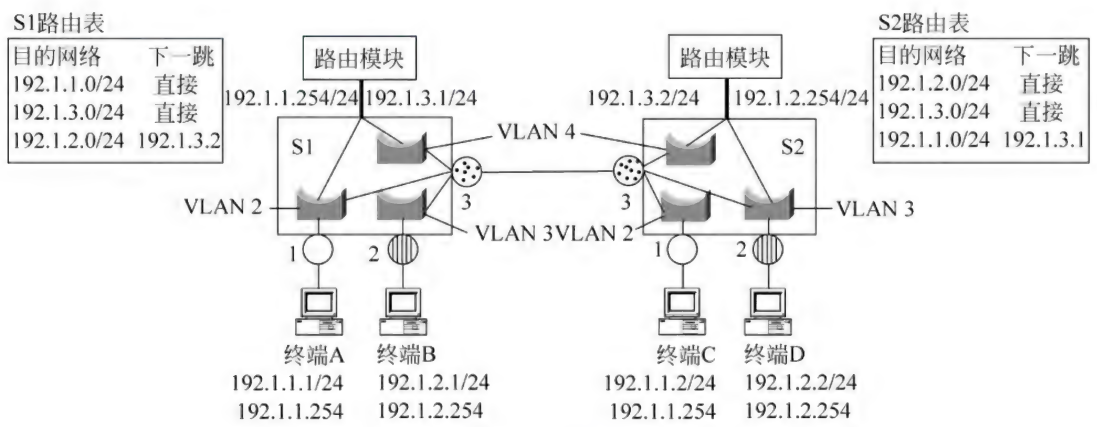 S1路由表
目的网络 下一跳
192.1.1.0/24 直接
192.1.3.0/24 直接
192.1.2.0/24 192.1.3.2
路由模块
192.1.1.254/24 192.1.3.1/24
S1
VLAN 2
VLAN 3
3
1
2
VLAN 4
路由模块
192.1.3.2/24 192.1.2.254/24
S2
VLAN 2
VLAN 3
3
1
2
S2路由表
目的网络 下一跳
192.1.2.0/24 直接
192.1.3.0/24 直接
192.1.1.0/24 192.1.3.1
终端A
192.1.1.1/24
192.1.1.254
终端B
192.1.2.1/24
192.1.2.254
终端C
192.1.1.2/24
192.1.1.254
终端D
192.1.2.2/24
192.1.2.254